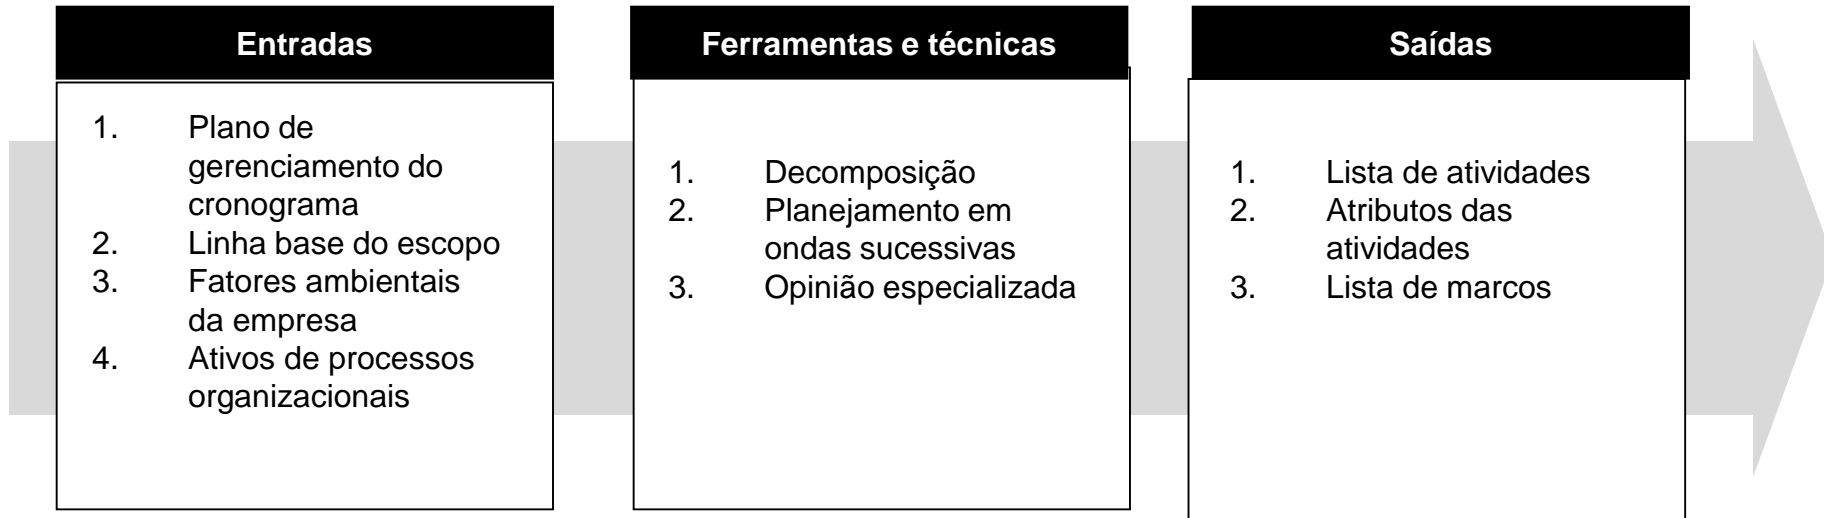 Entradas
1. Plano de
gerenciamento do
cronograma
2. Linha base do escopo
3. Fatores ambientais
da empresa
4. Ativos de processos
organizacionais
Ferramentas e técnicas
1. Decomposição
2. Planejamento em
ondas sucessivas
3. Opinião especializada
Saídas
1. Lista de atividades
2. Atributos das
atividades
3. Lista de marcos